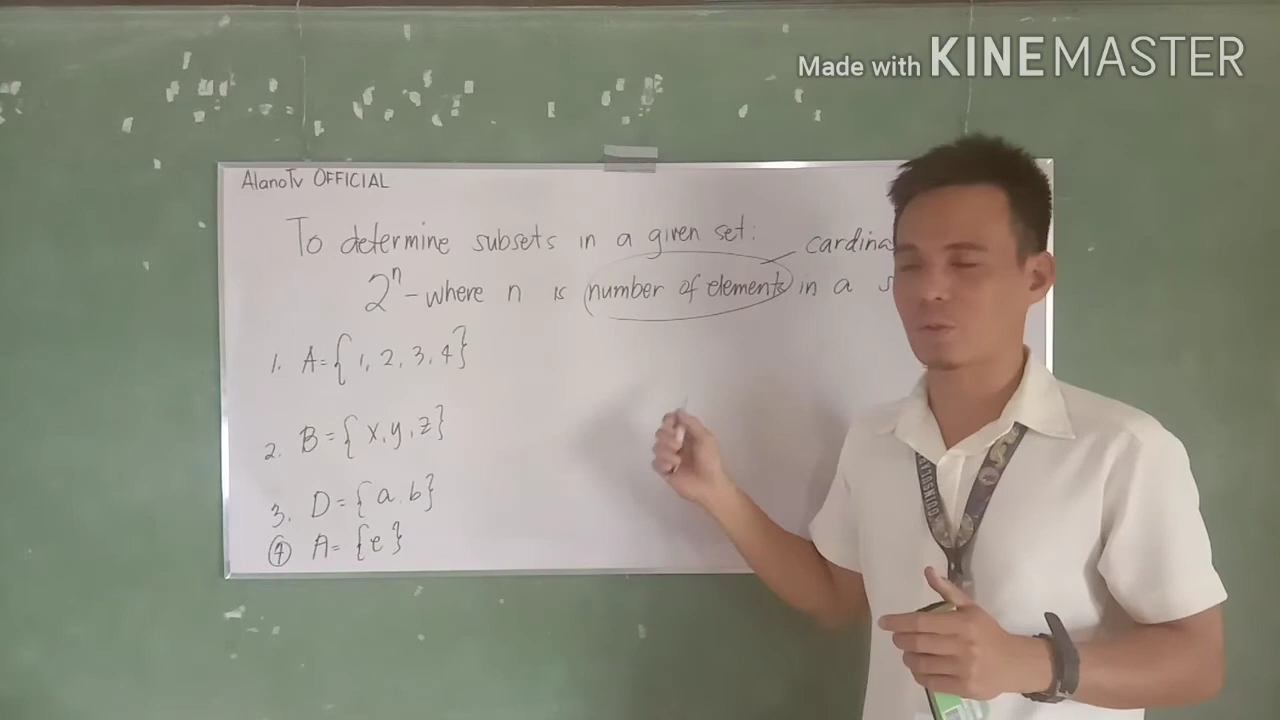 Made with KINEMASTER
AlanoTv OFFICIAL
To determine subsets in a given set:
cardina
2ⁿ - where n is number of elements in a s
1. A = { 1, 2, 3, 4 }
2. B = { x, y, z }
3. D = { a, b }
4 A = { e }